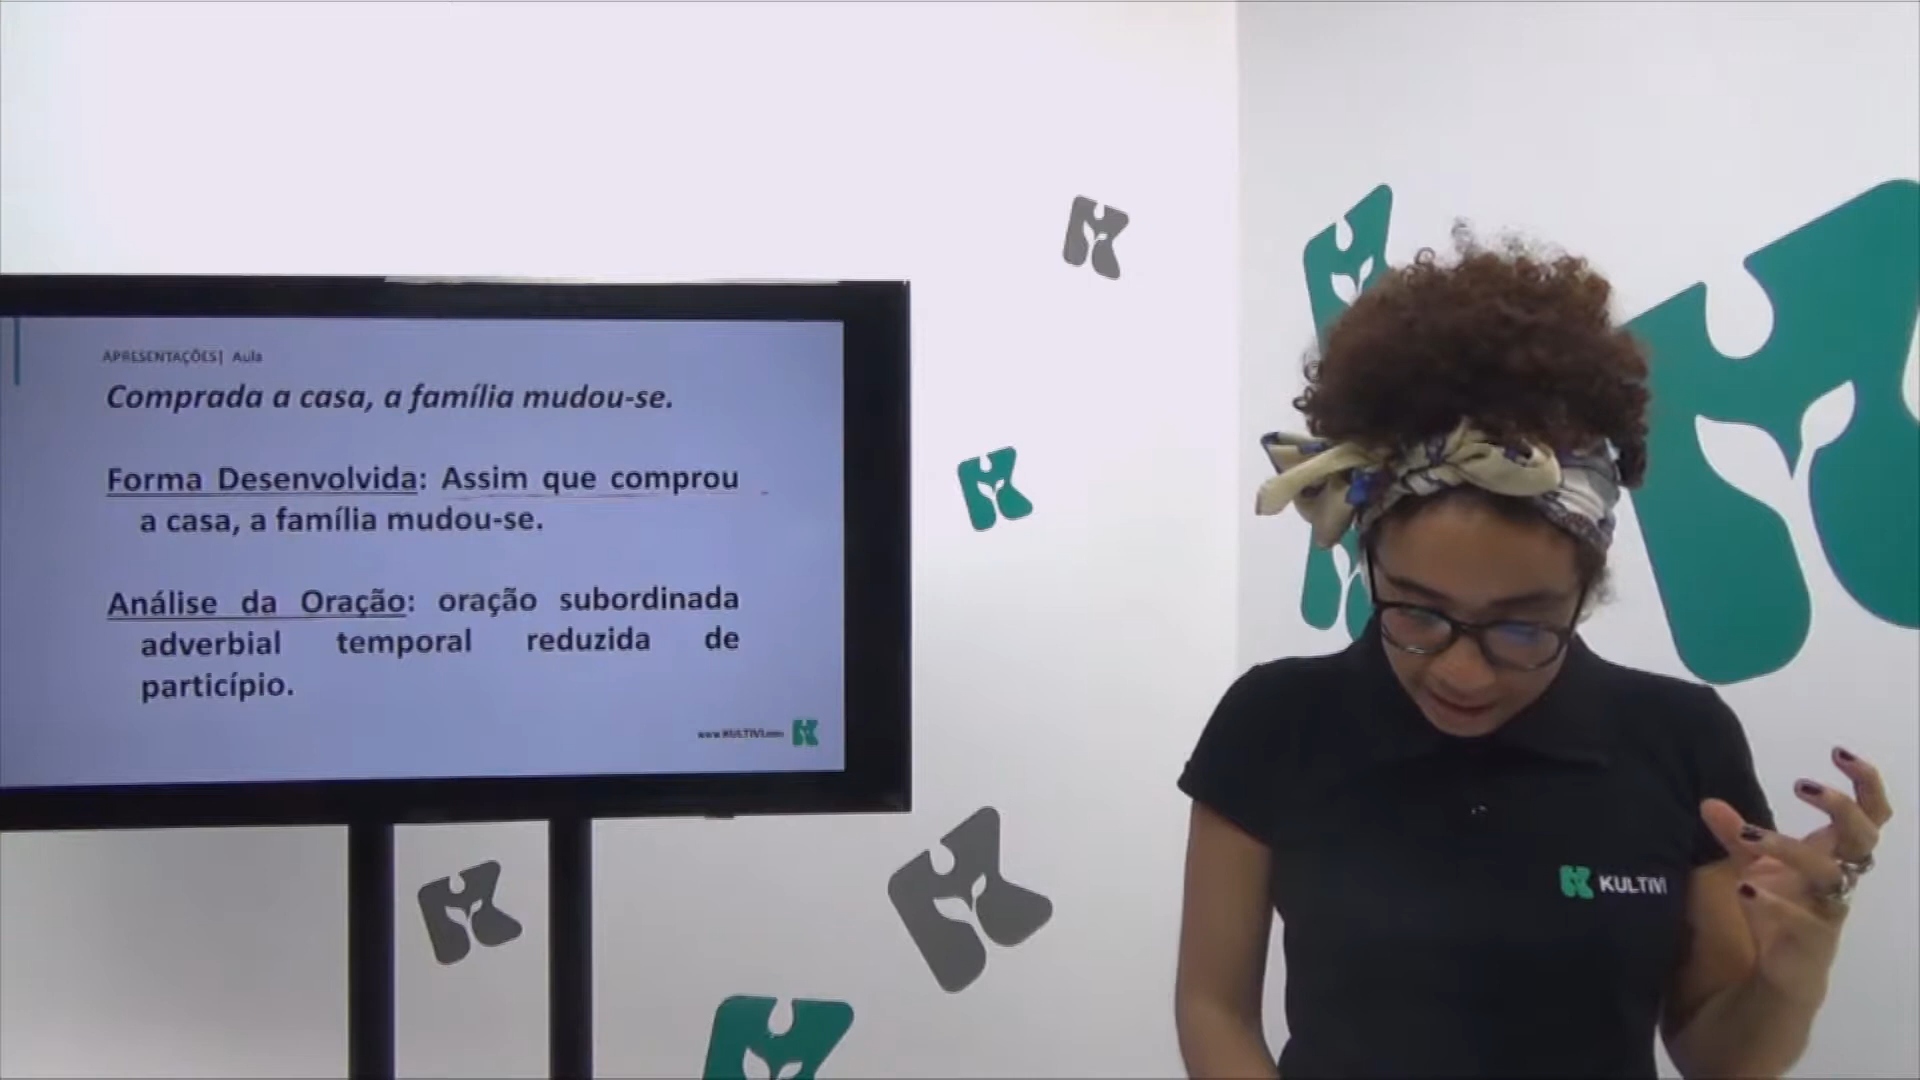 APRESENTAÇÕES| Aula
Comprada a casa, a família mudou-se.
Forma Desenvolvida: Assim que comprou
a casa, a família mudou-se.
Análise da Oração: oração subordinada
adverbial temporal reduzida de
particípio.
www.KULTIVI.com
KULTIVI